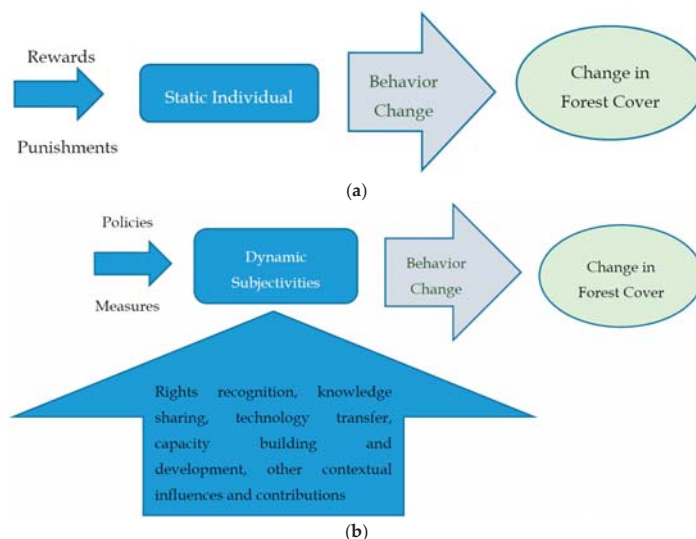 Rewards
Punishments
Static Individual
Behavior
Change
Change in
Forest Cover
(a)
Policies
Measures
Dynamic
Subjectivities
Behavior
Change
Change in
Forest Cover
Rights recognition, knowledge
sharing, technology transfer,
capacity building and
development, other contextual
influences and contributions
(b)